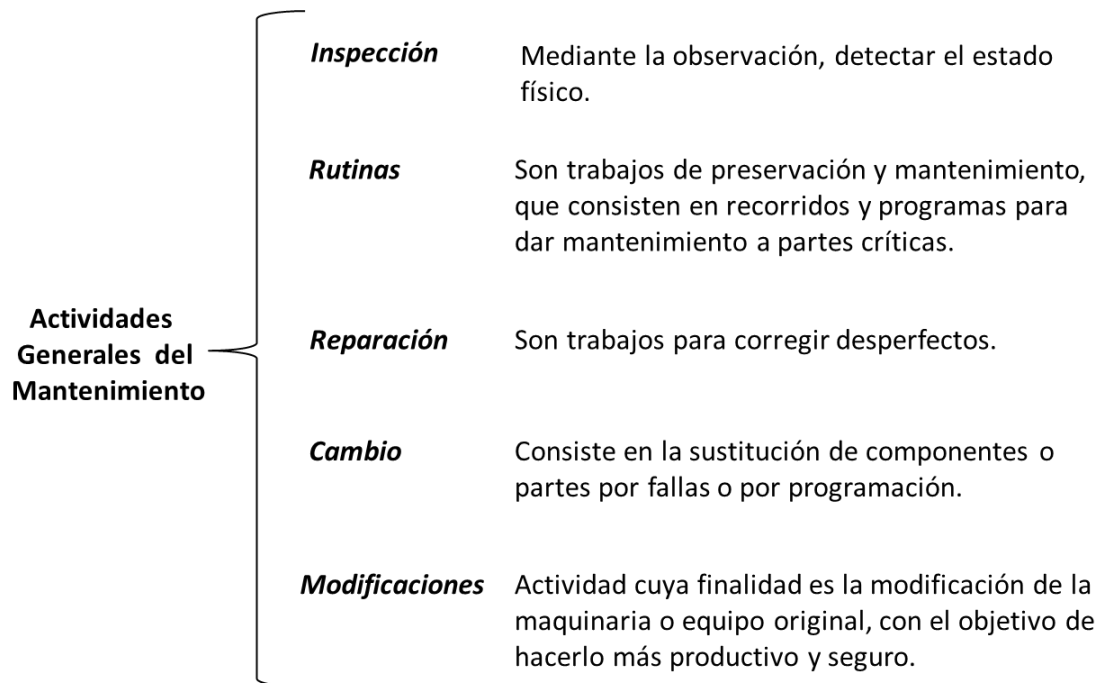 Inspección
Mediante la observación, detectar el estado
físico.
Rutinas
Son trabajos de preservación y mantenimiento,
que consisten en recorridos y programas para
dar mantenimiento a partes críticas.
Actividades
Generales del
Mantenimiento
Reparación
Son trabajos para corregir desperfectos.
Cambio
Consiste en la sustitución de componentes o
partes por fallas o por programación.
Modificaciones
Actividad cuya finalidad es la modificación de la
maquinaria o equipo original, con el objetivo de
hacerlo más productivo y seguro.